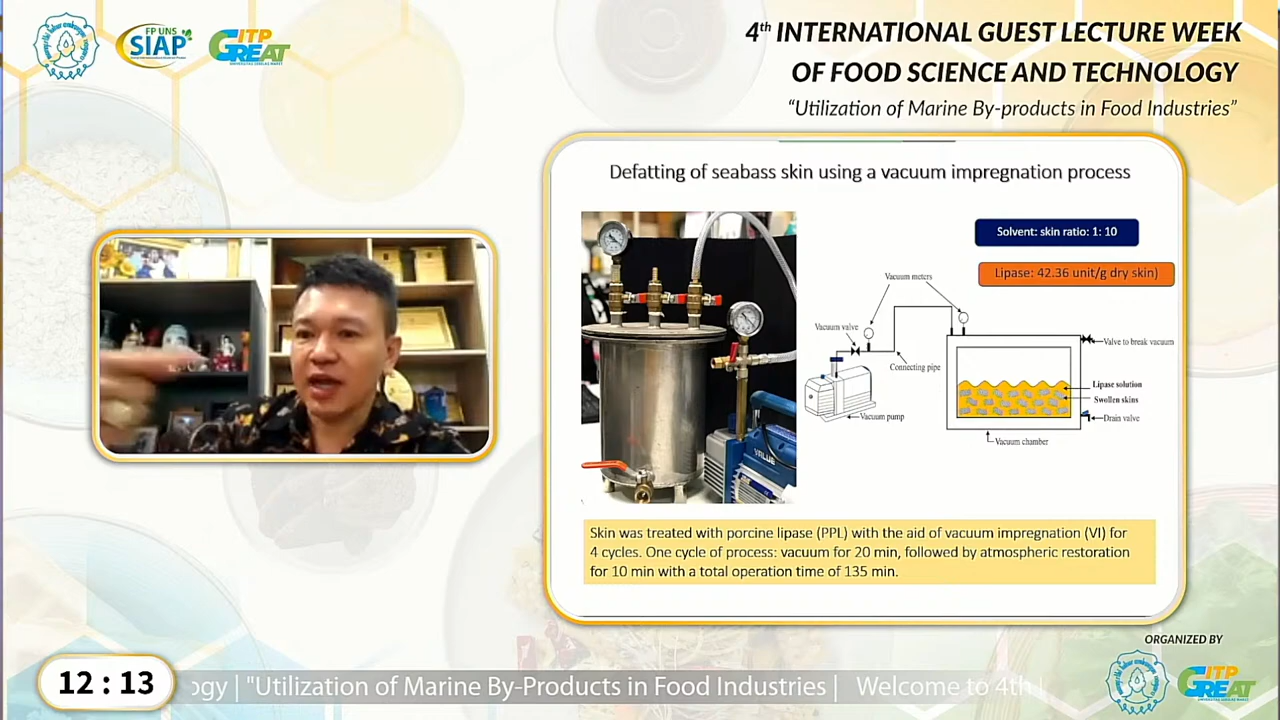 FP UNS
SIAP
ITP
GREAT
4th INTERNATIONAL GUEST LECTURE WEEK
OF FOOD SCIENCE AND TECHNOLOGY
“Utilization of Marine By-products in Food Industries”
Defatting of seabass skin using a vacuum impregnation process
Solvent: skin ratio: 1: 10
Lipase: 42.36 unit/g dry skin)
Vacuum meters
Vacuum valve
Connecting pipe
Vacuum pump
Valve to break vacuum
Lipase solution
Swollen skins
Drain valve
Vacuum chamber
VALUE
Skin was treated with porcine lipase (PPL) with the aid of vacuum impregnation (VI) for
4 cycles. One cycle of process: vacuum for 20 min, followed by atmospheric restoration
for 10 min with a total operation time of 135 min.
ORGANIZED BY
ITP
GREAT
12 : 13
ogy | "Utilization of Marine By-Products in Food Industries | Welcome to 4th I